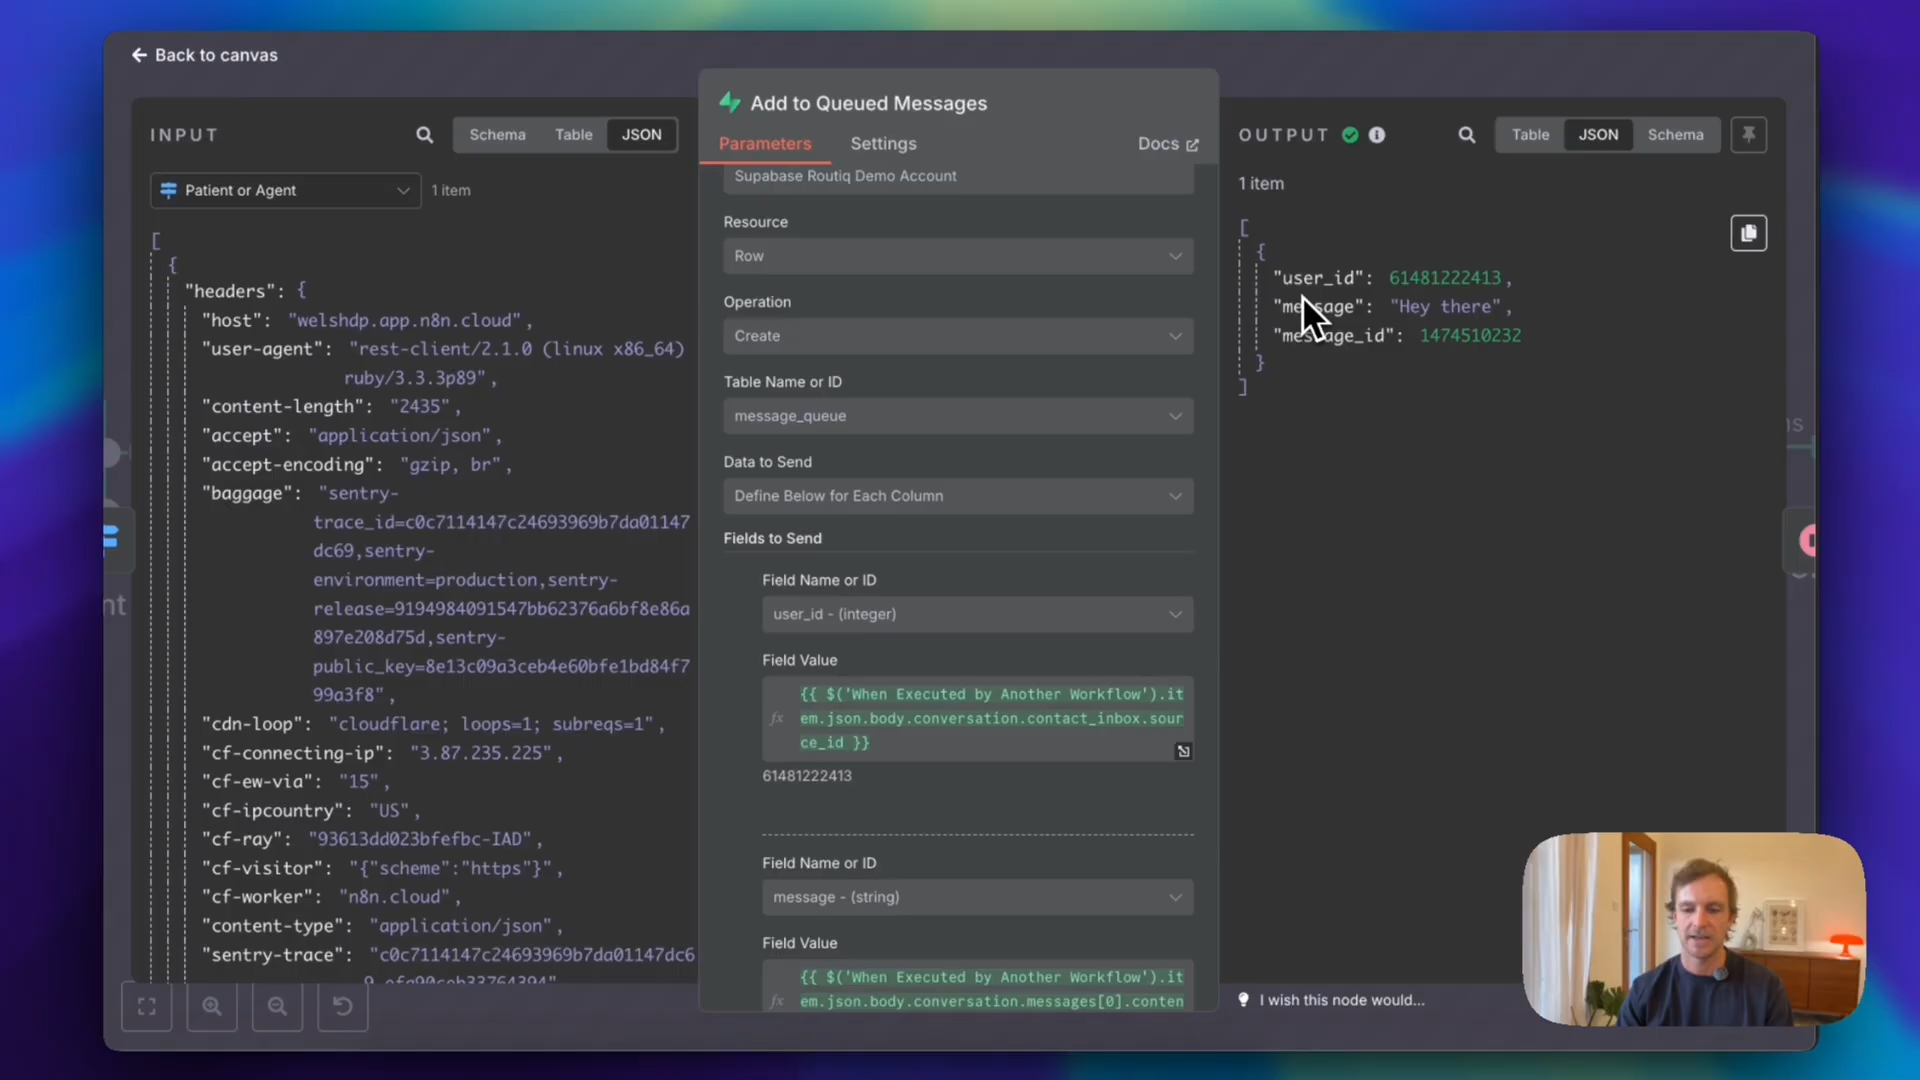 Back to canvas
INPUT
Schema
Table
JSON
Patient or Agent
1 item
[
{
"headers": {
"host": "welshdp.app.n8n.cloud",
"user-agent": "rest-client/2.1.0 (linux x86_64)
ruby/3.3.3p89",
"content-length": "2435",
"accept": "application/json",
"accept-encoding": "gzip, br",
"baggage": "sentry-
trace_id=c0c7114147c24693969b7da01147
dc69,sentry-
environment=production,sentry-
release=9194984091547bb62376a6bf8e86a
897e208d75d,sentry-
public_key=8e13c09a3ceb4e60bfe1bd84f7
99a3f8",
"cdn-loop": "cloudflare; loops=1; subreqs=1",
"cf-connecting-ip": "3.87.235.225",
"cf-ew-via": "15",
"cf-ipcountry": "US",
"cf-ray": "93613dd023bfefbc-IAD",
"cf-visitor": "{"scheme":"https"}",
"cf-worker": "n8n.cloud",
"content-type": "application/json",
"sentry-trace": "c0c7114147c24693969b7da01147dc6
Add to Queued Messages
Parameters
Settings
Docs
Supabase Routiq Demo Account
Resource
Row
Operation
Create
Table Name or ID
message_queue
Data to Send
Define Below for Each Column
Fields to Send
Field Name or ID
user_id - (integer)
Field Value
fx
{{ $('When Executed by Another Workflow').it
em.json.body.conversation.contact_inbox.sour
ce_id }}
61481222413
Field Name or ID
message - (string)
Field Value
fx
{{ $('When Executed by Another Workflow').it
em.json.body.conversation.messages[0].conten
OUTPUT
Table
JSON
Schema
1 item
[
{
"user_id": 61481222413,
"message": "Hey there",
"message_id": 1474510232
}
]
I wish this node would...
nt
ns